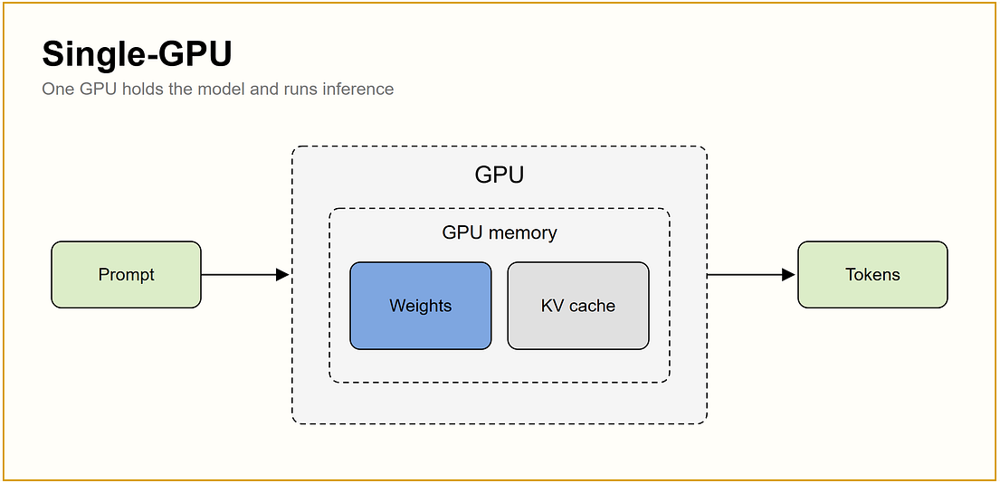 Single-GPU
One GPU holds the model and runs inference
GPU
GPU memory
Prompt
Weights
KV cache
Tokens